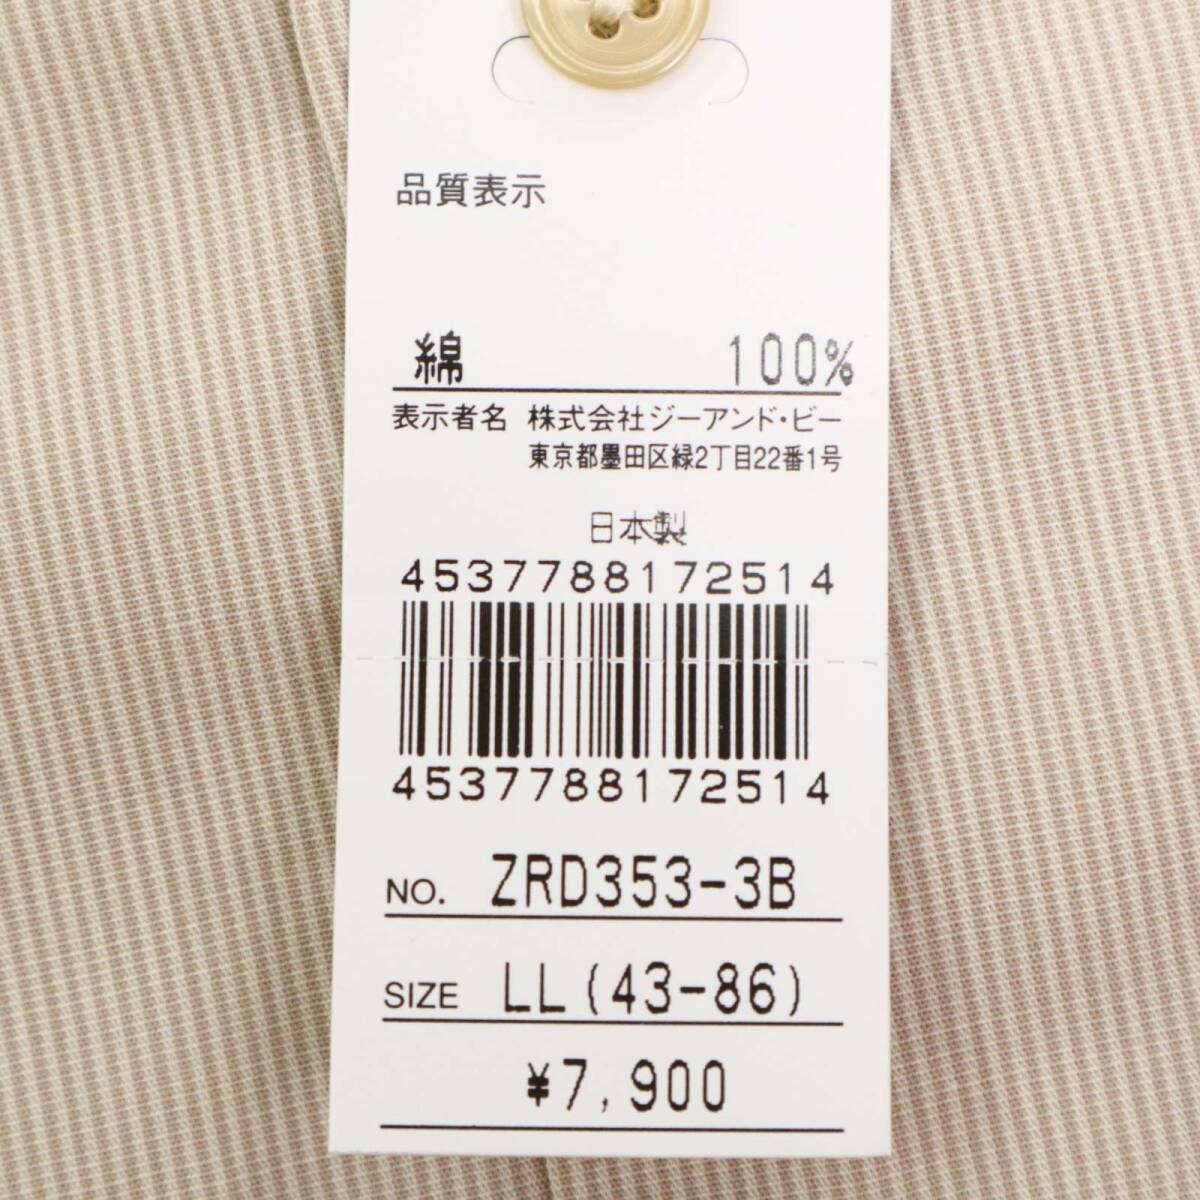 品質表示
綿 100%
表示者名 株式会社ジーアンド・ビー
東京都墨田区緑2丁目22番1号
日本製
4537788172514
4537788172514
NO. ZRD353-3B
SIZE LL(43-86)
¥7,900